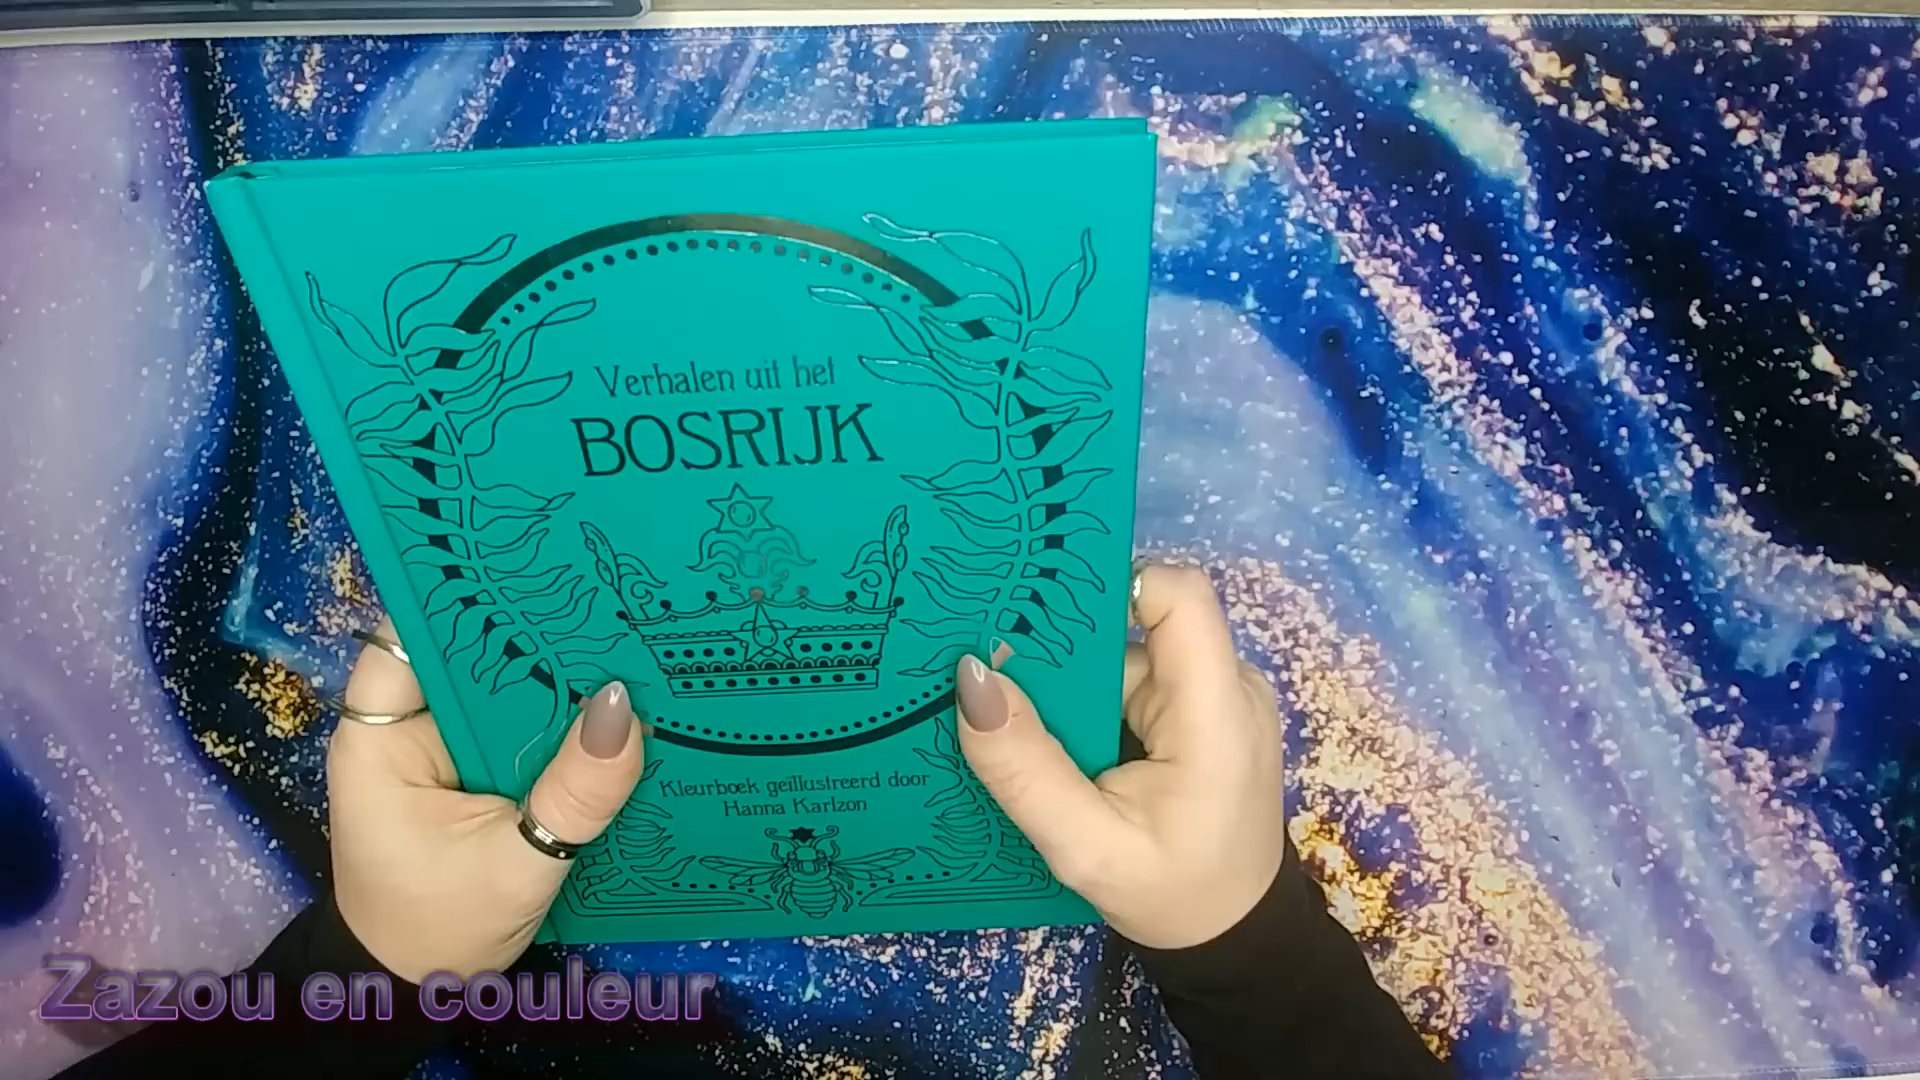 Verhalen uit het
BOSRIJK
Kleurboek geïllustreerd door
Hanna Karlzon
Zazou en couleur